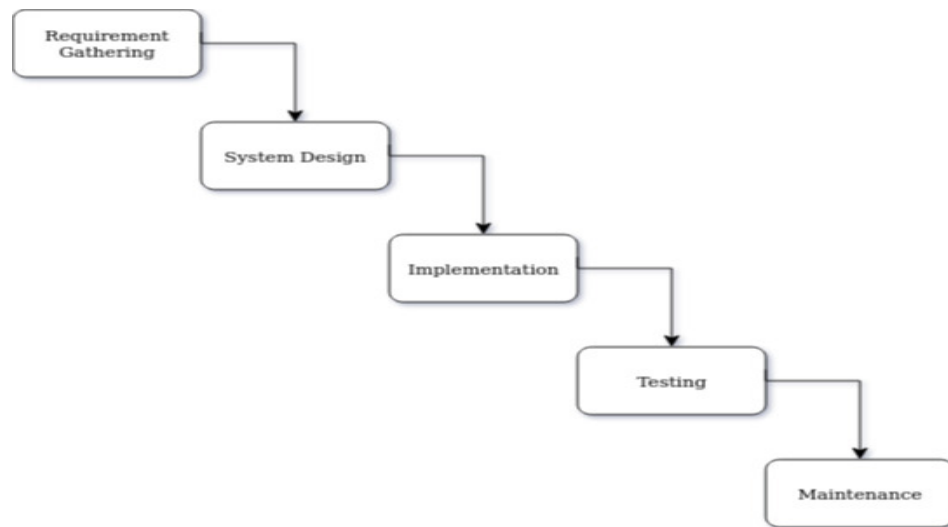 Requirement
Gathering
System Design
Implementation
Testing
Maintenance